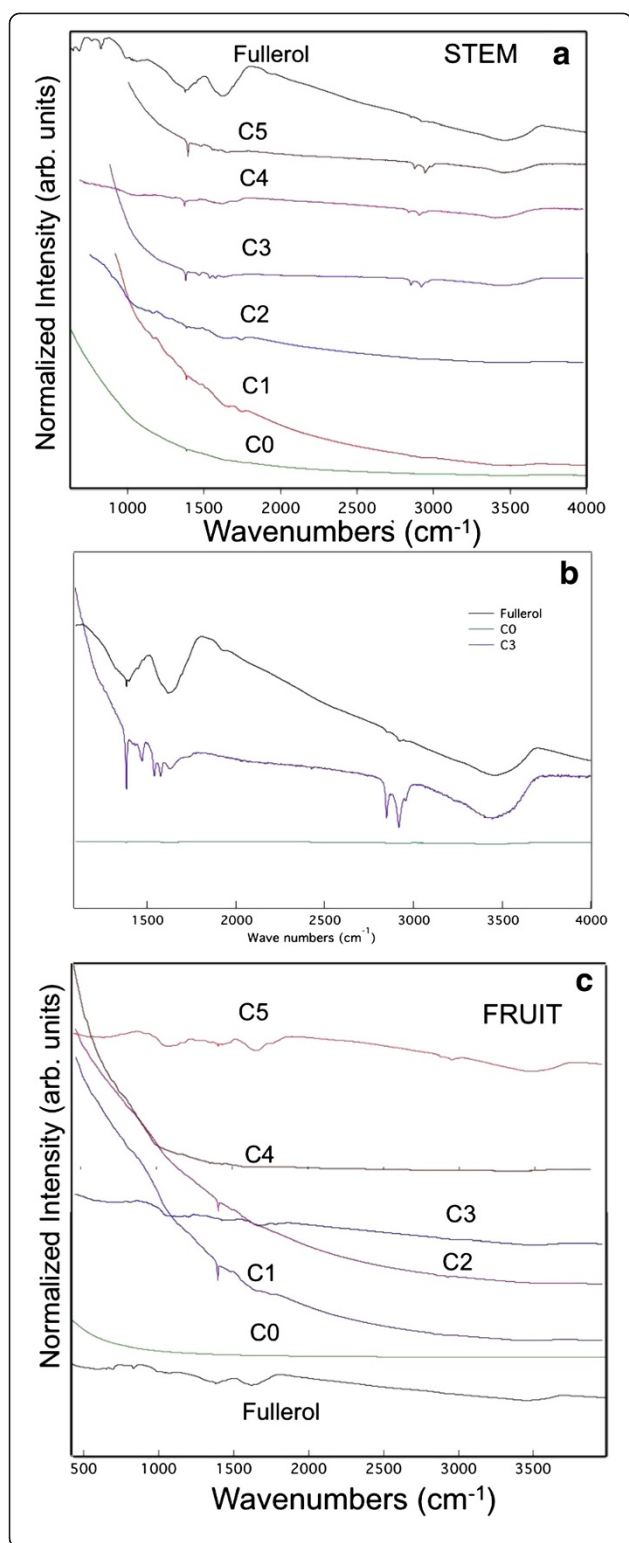 Fullerol STEM a
C5
C4
C3
C2
C1
C0
Normalized Intensity (arb. units)
1000 1500 2000 2500 3000 3500 4000
Wavenumbers (cm-1)
b
Fullerol
C0
C3
1500 2000 2500 3000 3500 4000
Wave numbers (cm-1)
c
C5 FRUIT
C4
C3
C2
C1
C0
Fullerol
Normalized Intensity (arb. units)
500 1000 1500 2000 2500 3000 3500
Wavenumbers (cm-1)